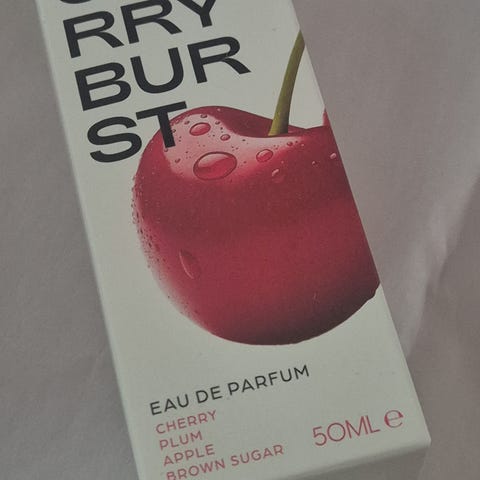 RRY
BUR
ST
EAU DE PARFUM
CHERRY
PLUM
APPLE
BROWN SUGAR
50ML ℮